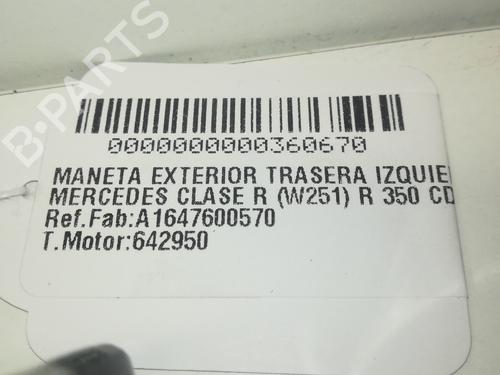 0000000000360670
MANETA EXTERIOR TRASERA IZQUIE
MERCEDES CLASE R (W251) R 350 CD
Ref.Fab:A1647600570
T.Motor:642950
B-PARTS